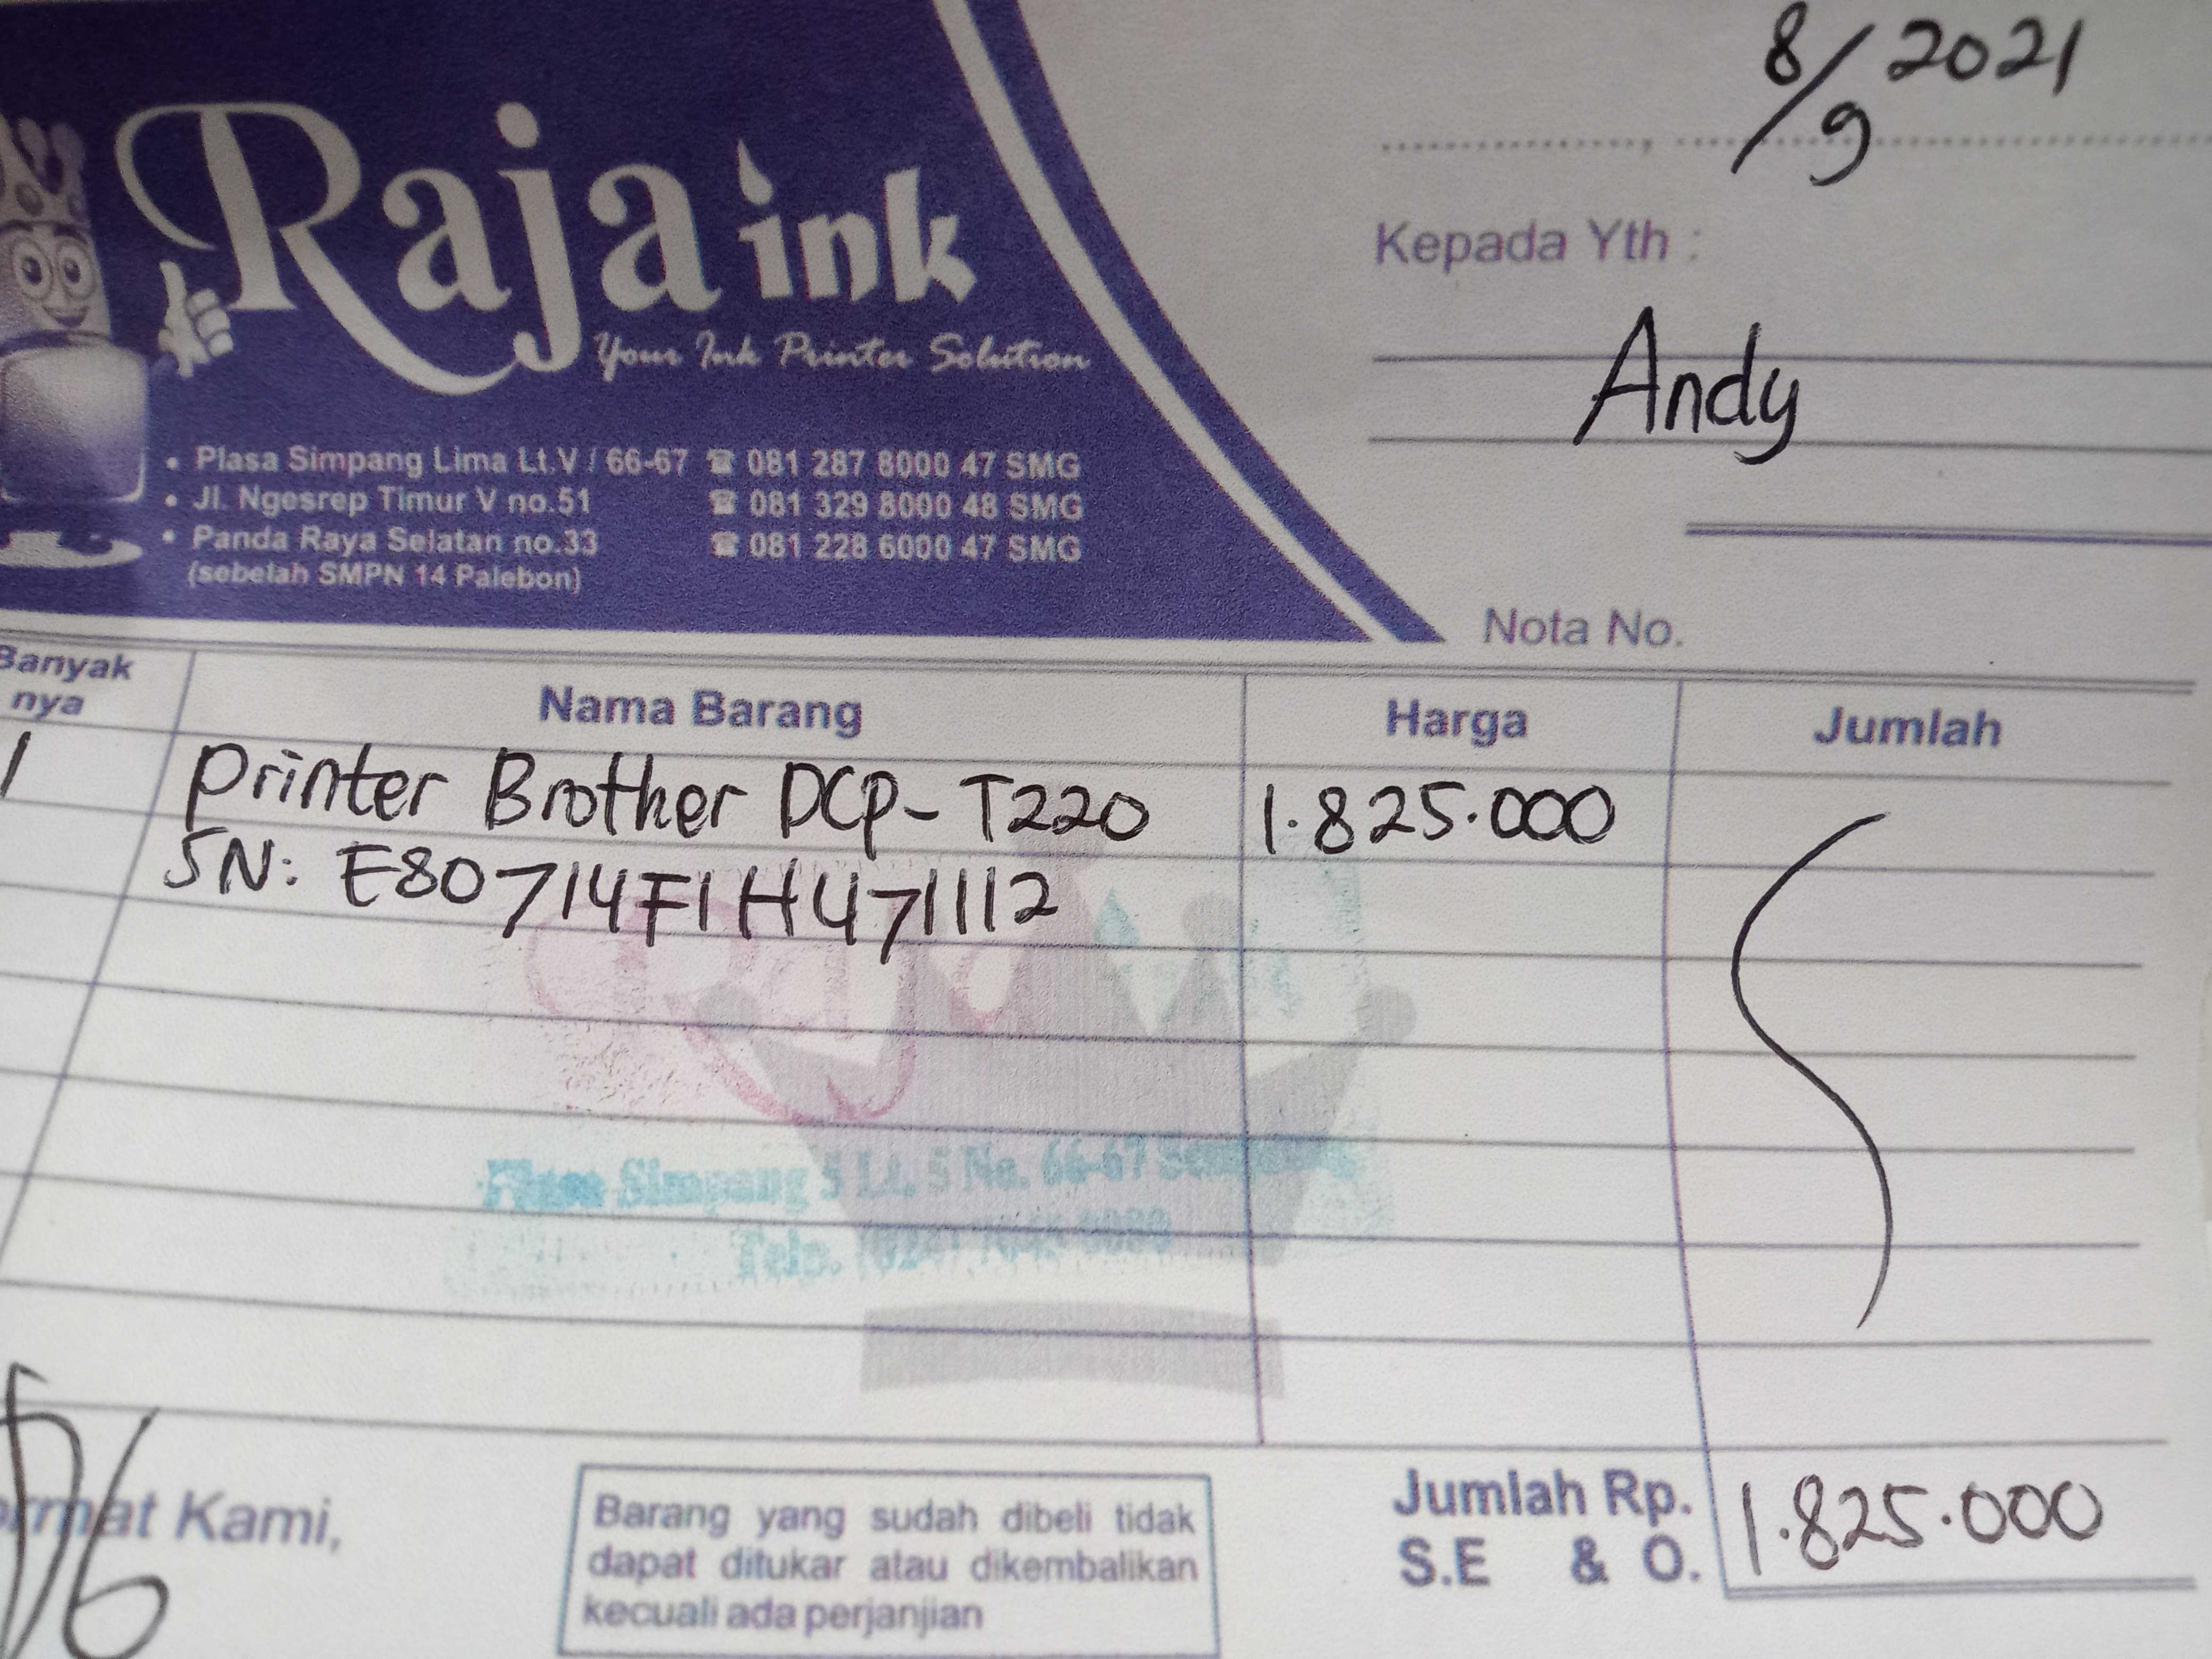 8/9 2021
Raja ink
Your Ink Printer Solution
Kepada Yth :
Andy
• Plasa Simpang Lima Lt.V / 66-67 ☎ 081 287 8000 47 SMG
• Jl. Ngesrep Timur V no.51 ☎ 081 329 8000 48 SMG
• Panda Raya Selatan no.33 ☎ 081 228 6000 47 SMG
(sebelah SMPN 14 Palebon)
Nota No.
Banyak
nya
Nama Barang
Harga
Jumlah
1 Printer Brother DCP-T220 1.825.000
SN: E80714F1H471112
Plasa Simpang 5 Lt. 5 No. 66-67
Telp.
Kami,
Barang yang sudah dibeli tidak
dapat ditukar atau dikembalikan
kecuali ada perjanjian
Jumlah Rp. 1.825.000
S.E & O.